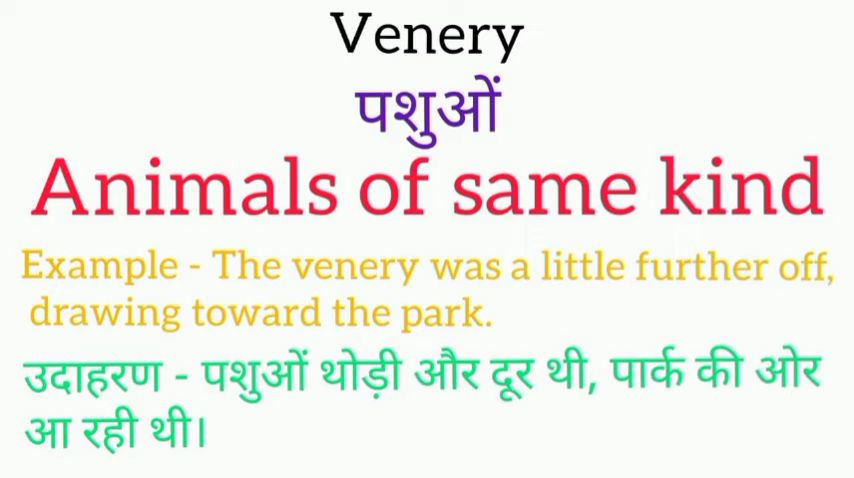 Venery
पशुओं
Animals of same kind
Example - The venery was a little further off,
drawing toward the park.
उदाहरण - पशुओं थोड़ी और दूर थी, पार्क की ओर
आ रही थी।